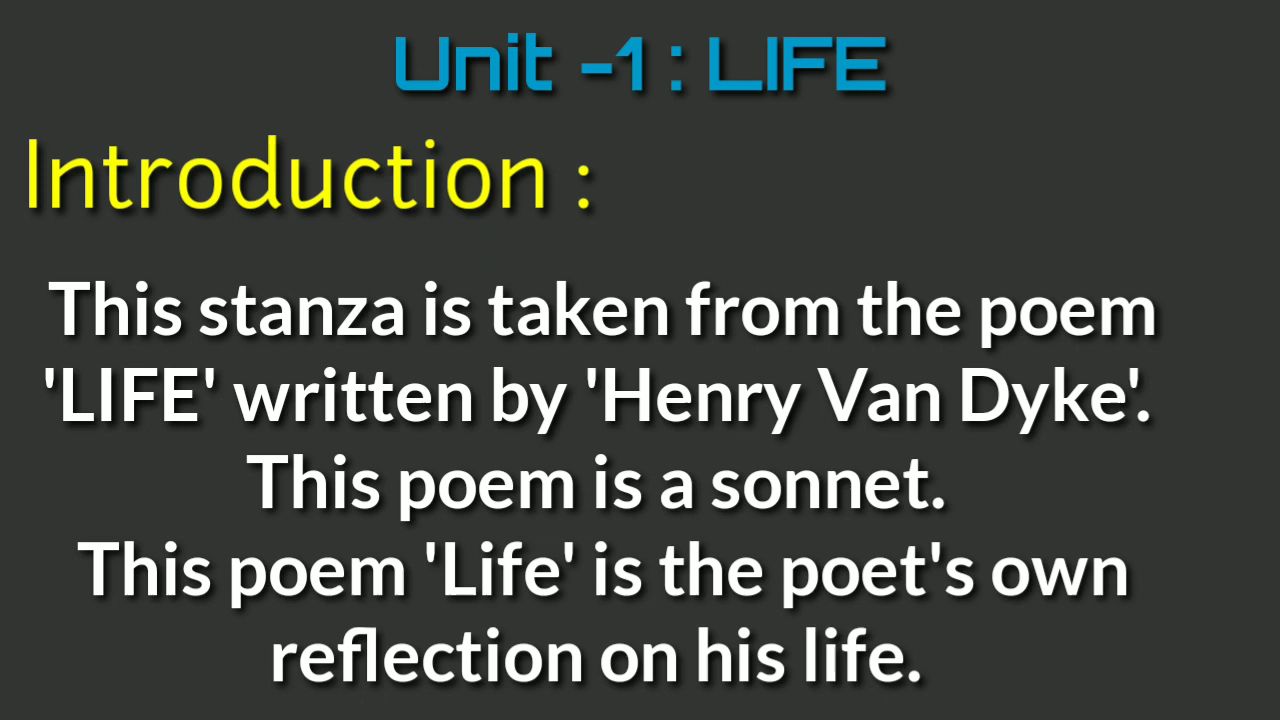 Unit -1 : LIFE
Introduction :
This stanza is taken from the poem
'LIFE' written by 'Henry Van Dyke'.
This poem is a sonnet.
This poem 'Life' is the poet's own
reflection on his life.